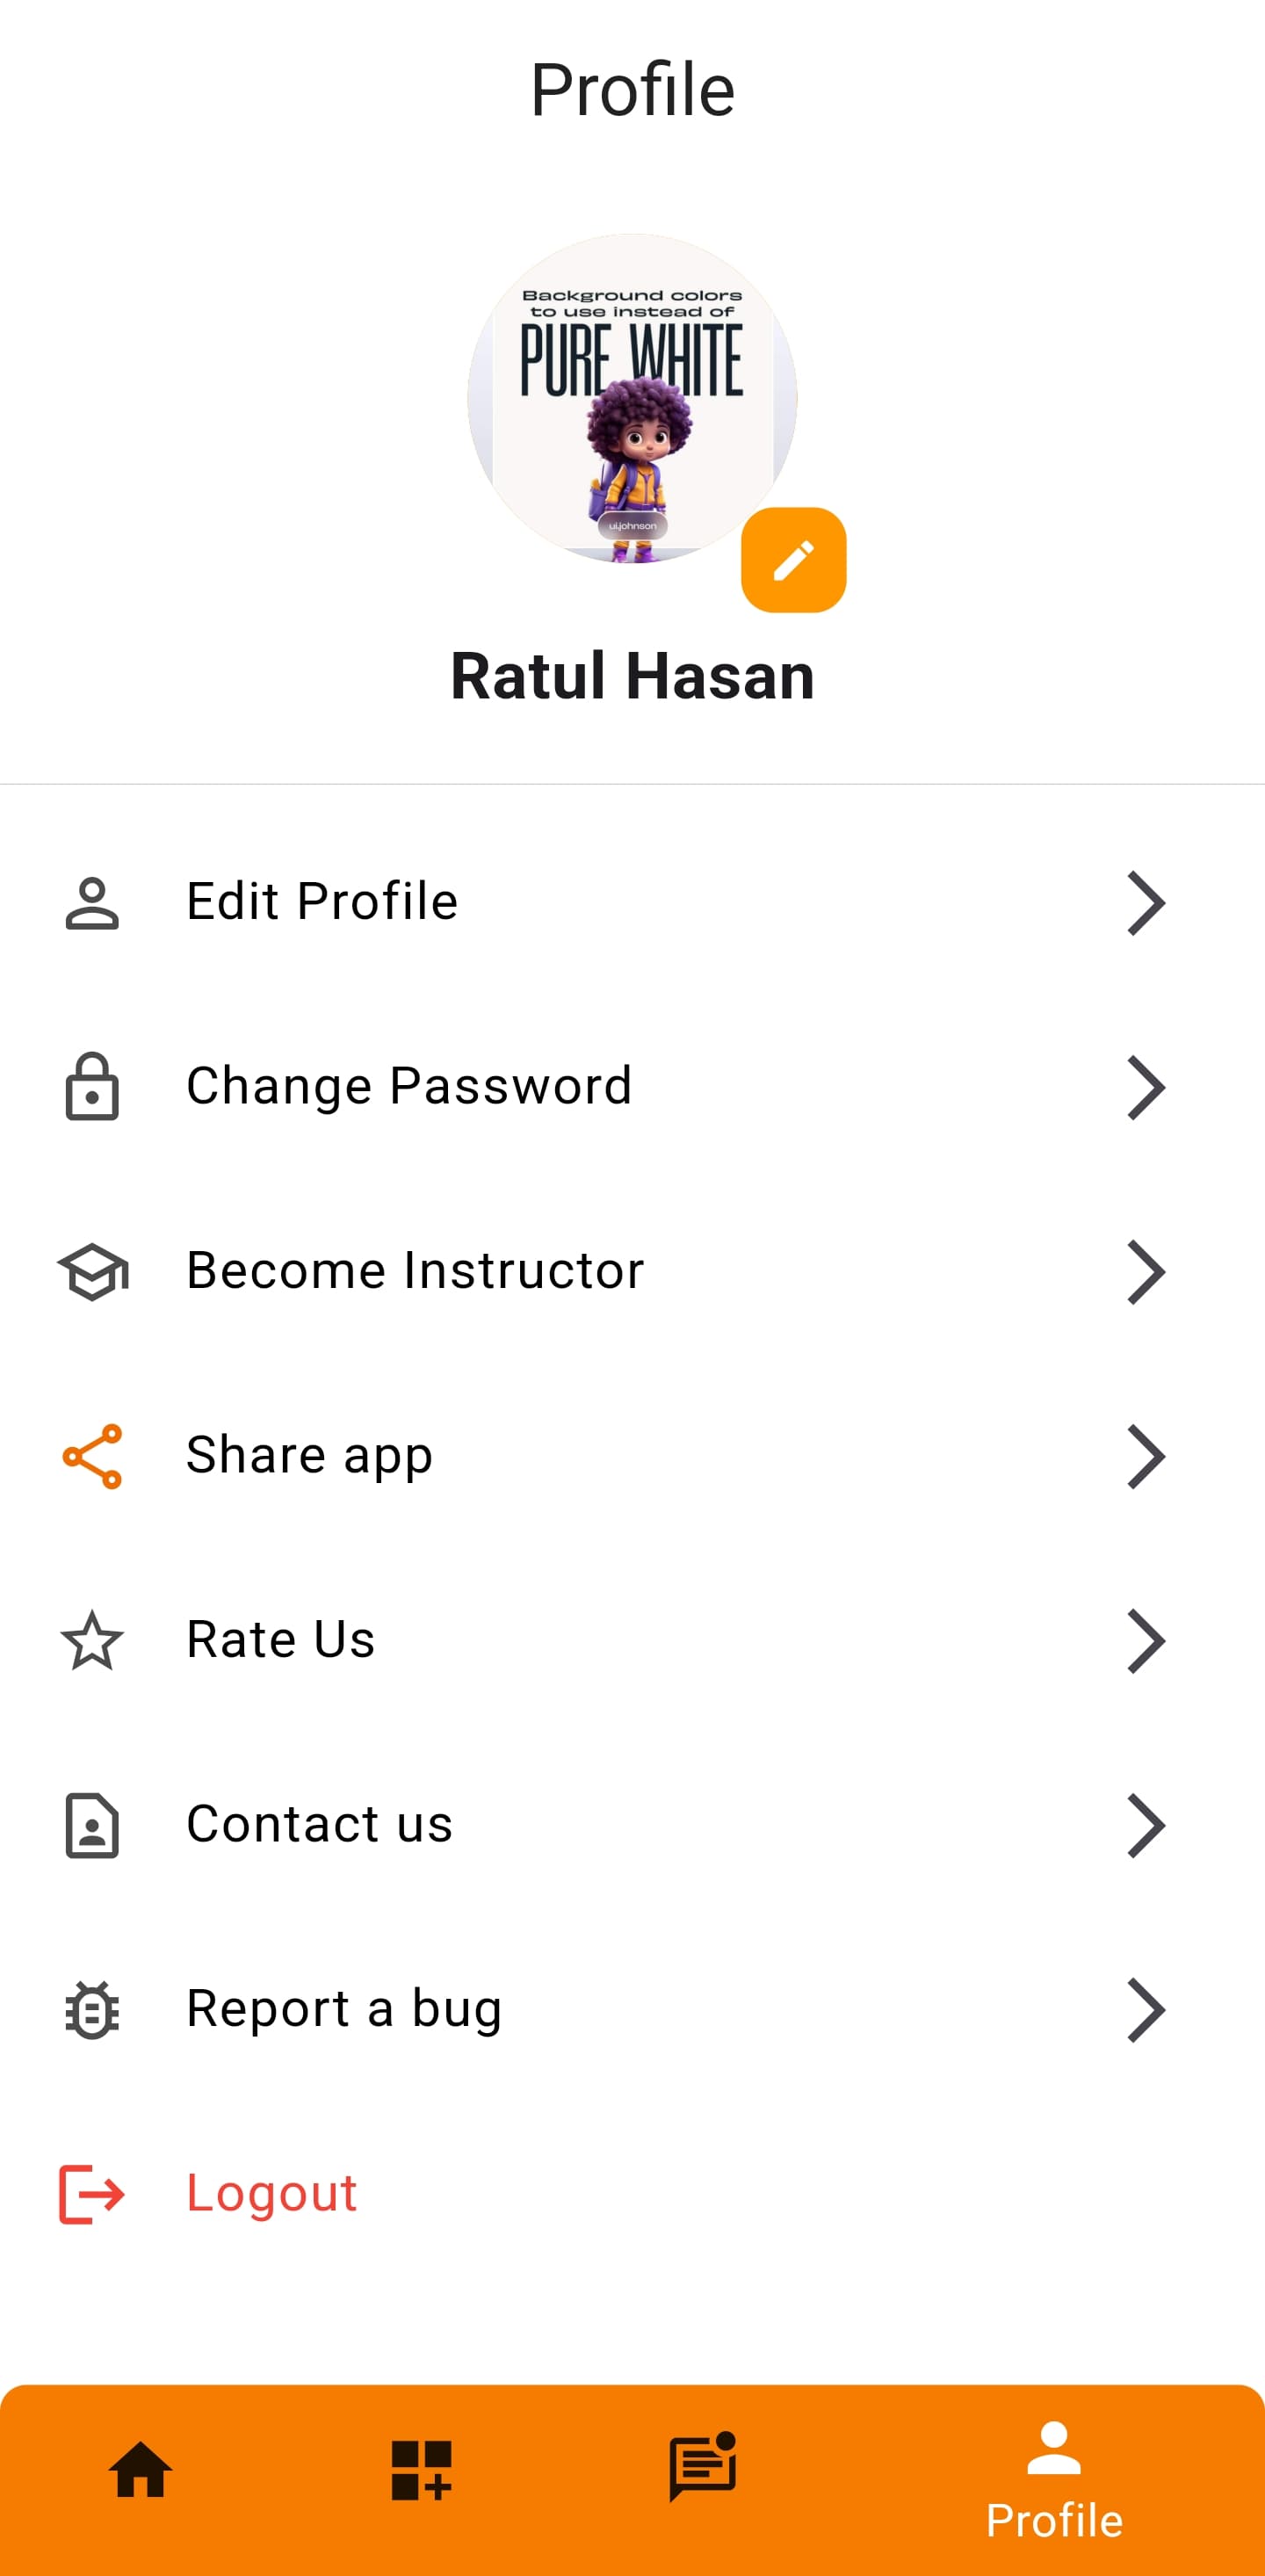 Profile
Background colors
to use instead of
PURE WHITE
uljohnson
Ratul Hasan
Edit Profile
Change Password
Become Instructor
Share app
Rate Us
Contact us
Report a bug
Logout
Profile